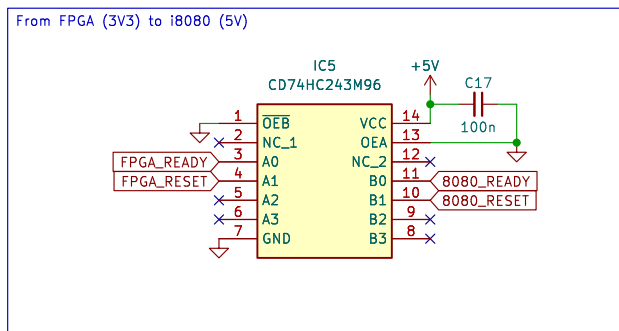 From FPGA (3V3) to i8080 (5V)
IC5
CD74HC243M96
+5V
C17
100n
1 OEB VCC 14
2 NC_1 OEA 13
FPGA_READY 3 A0 NC_2 12
FPGA_RESET 4 A1 B0 11 8080_READY
5 A2 B1 10 8080_RESET
6 A3 B2 9
7 GND B3 8